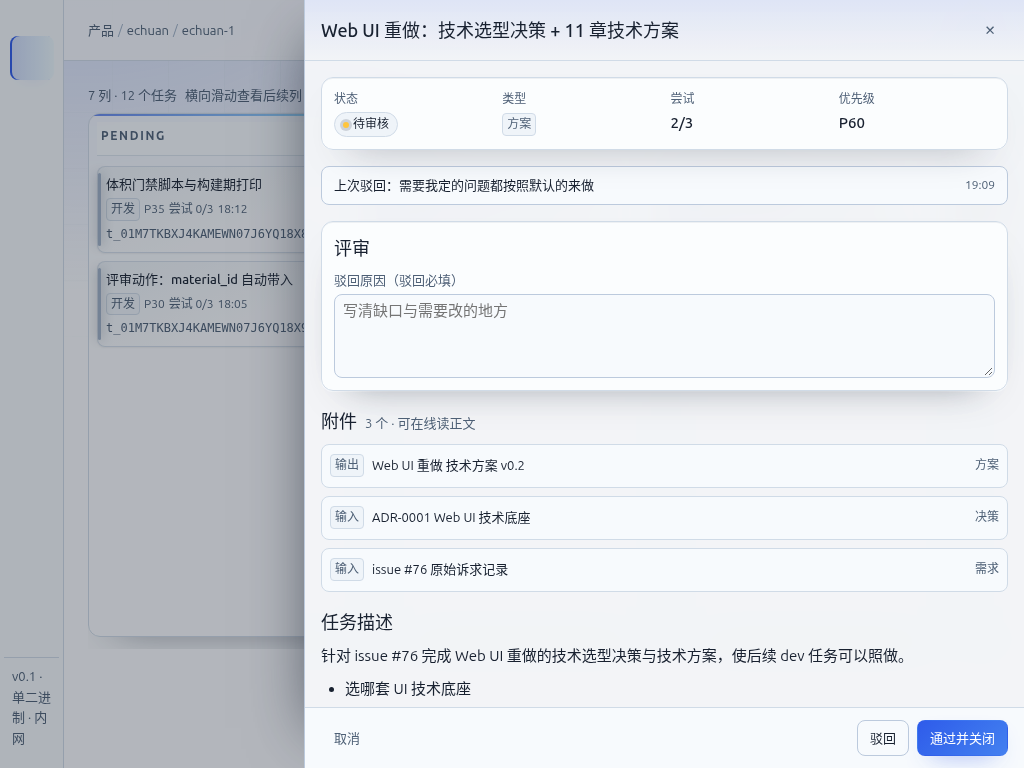 产品 / echuan / echuan-1
7 列 · 12 个任务 横向滑动查看后续列
PENDING
体积门禁脚本与构建期打印
开发 P35 尝试 0/3 18:12
t_01M7TKBXJ4KAMEWN07J6YQ18X
评审动作：material_id 自动带入
开发 P30 尝试 0/3 18:05
t_01M7TKBXJ4KAMEWN07J6YQ18X
v0.1 ·
单二进
制 · 内
网
Web UI 重做：技术选型决策 + 11 章技术方案
×
状态 类型 尝试 优先级
待审核 方案 2/3 P60
上次驳回：需要我定的问题都按照默认的来做 19:09
评审
驳回原因（驳回必填）
写清缺口与需要改的地方
附件 3 个 · 可在线读正文
输出 Web UI 重做 技术方案 v0.2 方案
输入 ADR-0001 Web UI 技术底座 决策
输入 issue #76 原始诉求记录 需求
任务描述
针对 issue #76 完成 Web UI 重做的技术选型决策与技术方案，使后续 dev 任务可以照做。
• 选哪套 UI 技术底座
取消 驳回 通过并关闭